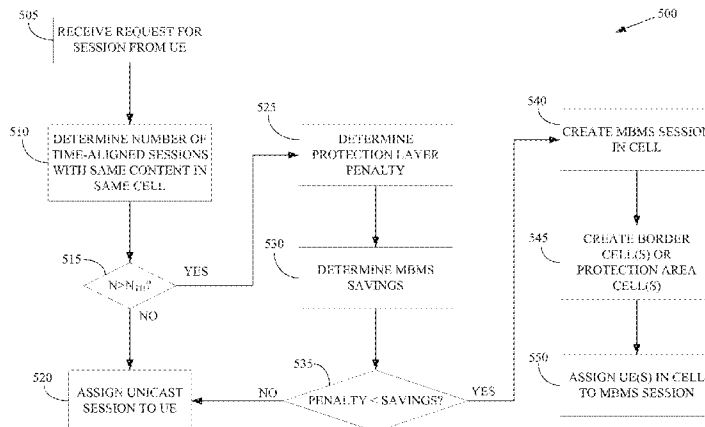 505
RECEIVE REQUEST FOR
SESSION FROM UE
500
510
DETERMINE NUMBER OF
TIME-ALIGNED SESSIONS
WITH SAME CONTENT IN
SAME CELL
515
N>N_TH?
YES
NO
520
ASSIGN UNICAST
SESSION TO UE
525
DETERMINE
PROTECTION LAYER
PENALTY
530
DETERMINE MBMS
SAVINGS
535
PENALTY < SAVINGS?
NO
YES
540
CREATE MBMS SESSION
IN CELL
545
CREATE BORDER
CELL(S) OR
PROTECTION AREA
CELL(S)
550
ASSIGN UE(S) IN CELL
TO MBMS SESSION